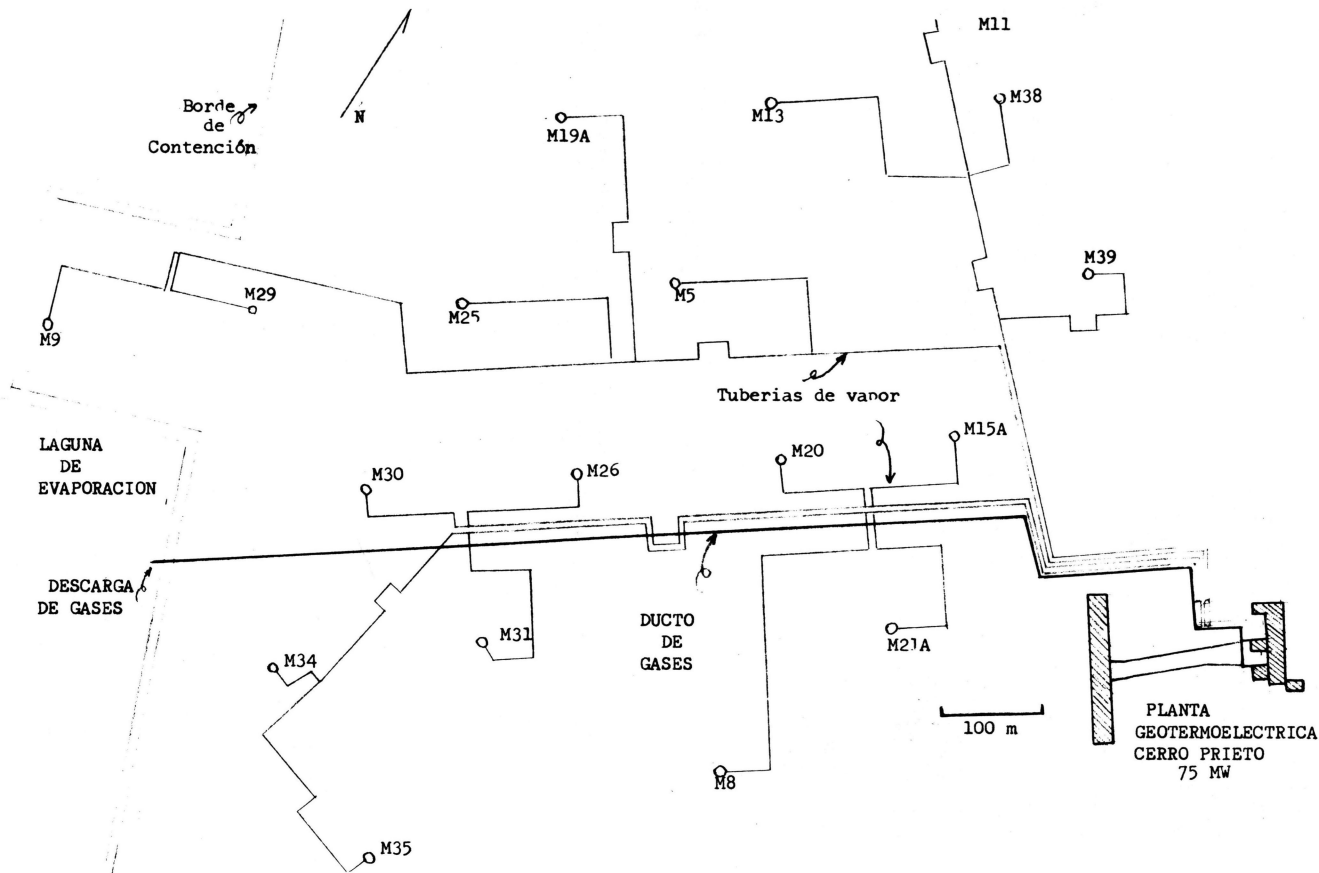 M11
Borde
de
Contención
N
M19A
M13
M38
M39
M29
M25
M5
M9
Tuberias de vapor
LAGUNA
DE
EVAPORACION
M30
M26
M20
M15A
DESCARGA
DE GASES
M31
M34
DUCTO
DE
GASES
M21A
100 m
PLANTA
GEOTERMOELECTRICA
CERRO PRIETO
75 MW
M8
M35